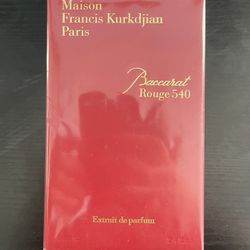 Maison
Francis Kurkdjian
Paris
Baccarat
Rouge 540
Extrait de parfum